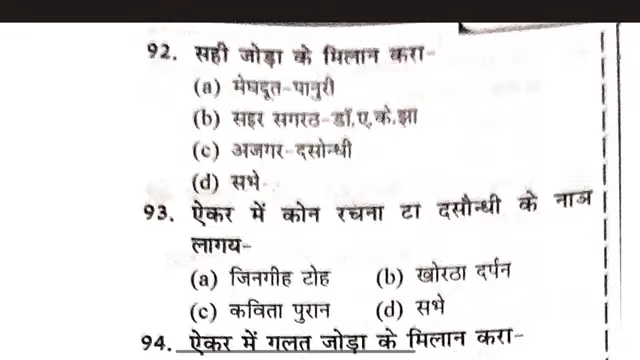 92. सही जोड़ा के मिलान करा-
(a) मेघदूत-पानुरी
(b) सइर सगरठ-डॉ.ए.के.झा
(c) अजगर-दसोन्धी
(d) सभे
93. ऐकर में कोन रचना टा दसौन्धी के नाञ
लागय-
(a) जिनगीह टोह (b) खोरठा दर्पन
(c) कविता पुरान (d) सभे
94. ऐकर में गलत जोड़ा के मिलान करा-